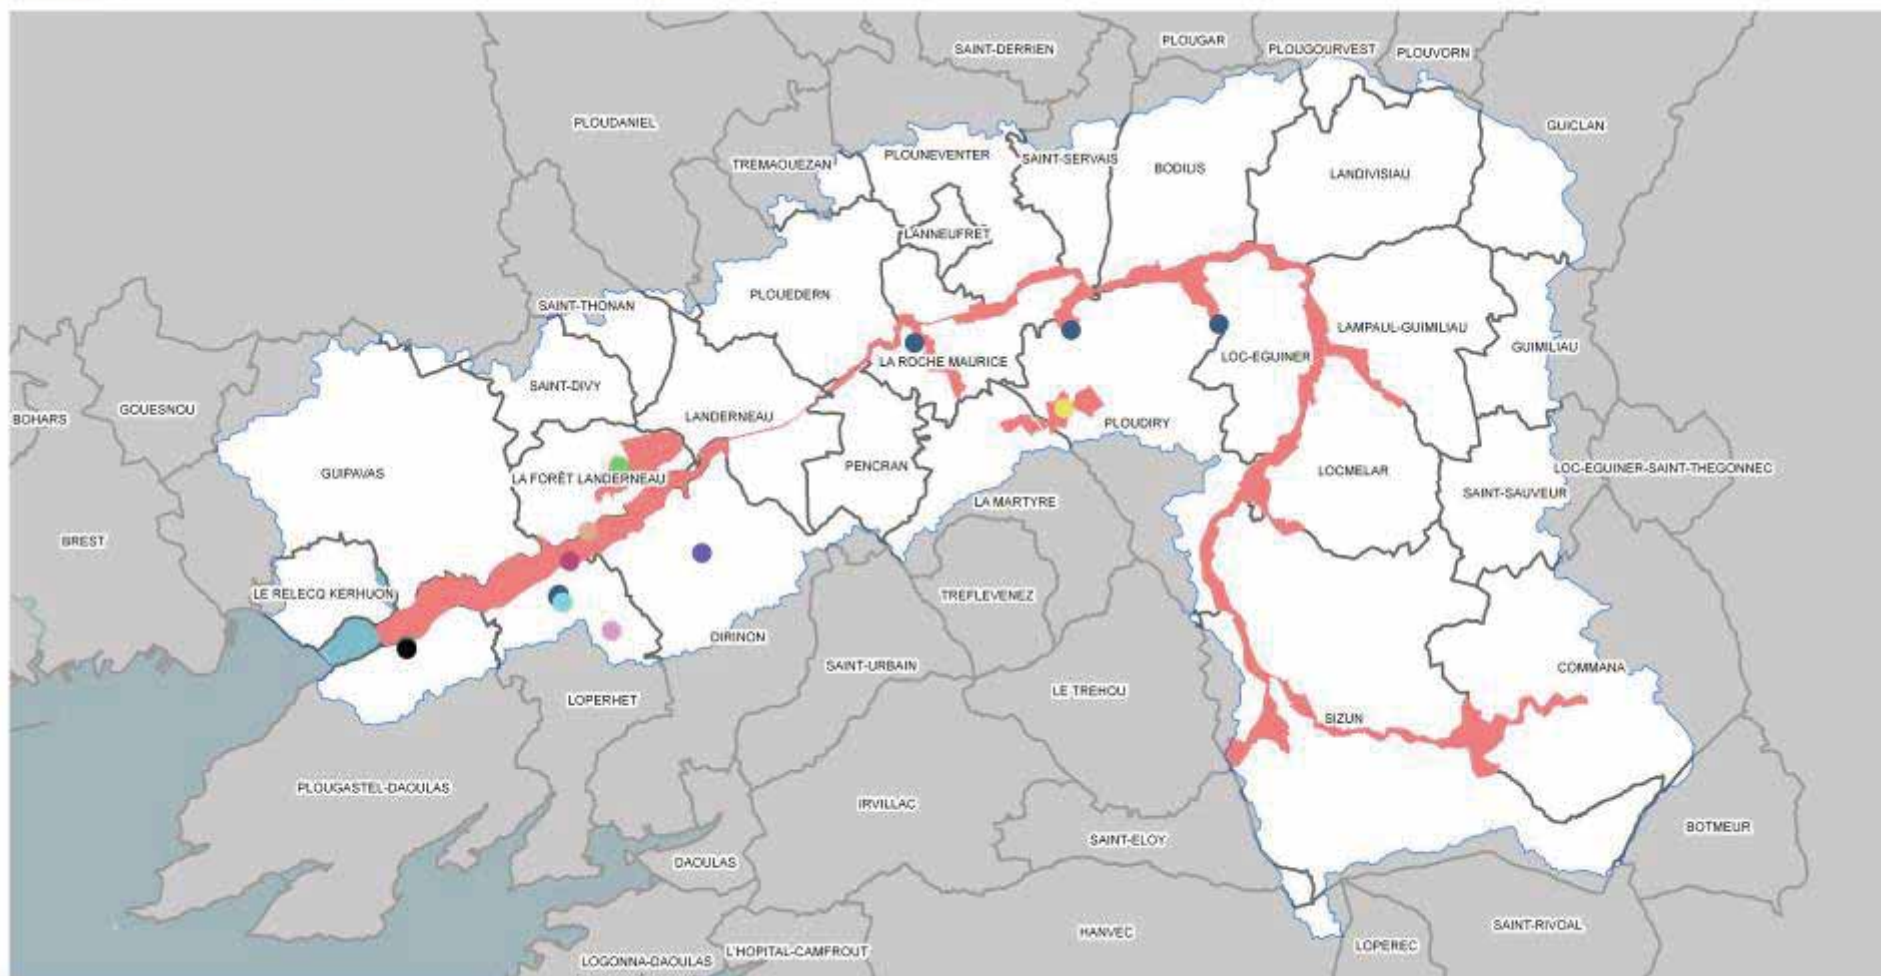 PLOUGAR
SAINT-DERRIEN
PLOUGOURVEST
PLOUVORN
PLOUDANIEL
GUICLAN
PLOUNEVENTER
SAINT-SERVAIS
TREMAOUEZAN
BODILIS
LANDIVISIAU
LANNEUFRET
PLOUEDERN
SAINT-THONAN
LAMPAUL-GUIMILIAU
GUIMILIAU
LA ROCHE MAURICE
LOC-EGUINER
SAINT-DIVY
GOUESNOU
BOHARS
LANDERNEAU
PLOUDIRY
GUIPAVAS
PENCRAN
LOCMELAR
LOC-EGUINER-SAINT-THEGONNEC
LA FORÊT LANDERNEAU
SAINT-SAUVEUR
LA MARTYRE
BREST
LE RELECQ KERHUON
TREFLEVENEZ
DIRINON
SAINT-URBAIN
COMMANA
LE TREHOU
LOPERHET
SIZUN
PLOUGASTEL-DAOULAS
IRVILLAC
BOTMEUR
SAINT-ELOY
DAOULAS
SAINT-RIVOAL
HANVEC
LOPEREC
L'HOPITAL-CAMFROUT
LOGONNA-DAOULAS